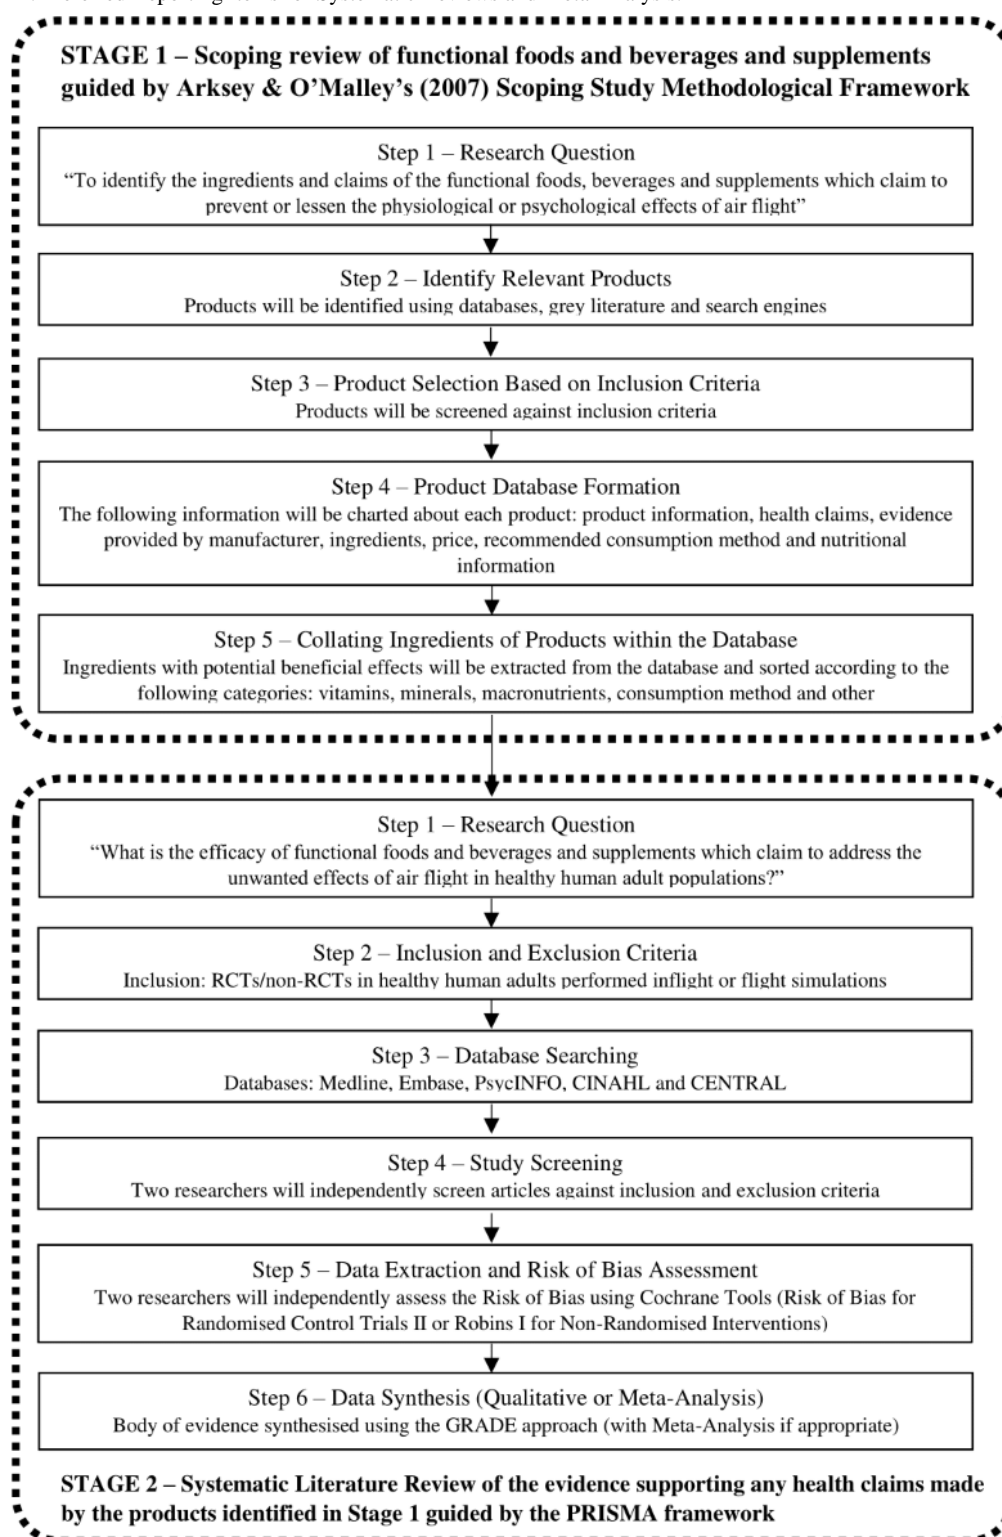 STAGE 1 – Scoping review of functional foods and beverages and supplements
guided by Arksey & O’Malley’s (2007) Scoping Study Methodological Framework
Step 1 – Research Question
“To identify the ingredients and claims of the functional foods, beverages and supplements which claim to
prevent or lessen the physiological or psychological effects of air flight”
Step 2 – Identify Relevant Products
Products will be identified using databases, grey literature and search engines
Step 3 – Product Selection Based on Inclusion Criteria
Products will be screened against inclusion criteria
Step 4 – Product Database Formation
The following information will be charted about each product: product information, health claims, evidence
provided by manufacturer, ingredients, price, recommended consumption method and nutritional
information
Step 5 – Collating Ingredients of Products within the Database
Ingredients with potential beneficial effects will be extracted from the database and sorted according to the
following categories: vitamins, minerals, macronutrients, consumption method and other
Step 1 – Research Question
“What is the efficacy of functional foods and beverages and supplements which claim to address the
unwanted effects of air flight in healthy human adult populations?”
Step 2 – Inclusion and Exclusion Criteria
Inclusion: RCTs/non-RCTs in healthy human adults performed inflight or flight simulations
Step 3 – Database Searching
Databases: Medline, Embase, PsycINFO, CINAHL and CENTRAL
Step 4 – Study Screening
Two researchers will independently screen articles against inclusion and exclusion criteria
Step 5 – Data Extraction and Risk of Bias Assessment
Two researchers will independently assess the Risk of Bias using Cochrane Tools (Risk of Bias for
Randomised Control Trials II or Robins I for Non-Randomised Interventions)
Step 6 – Data Synthesis (Qualitative or Meta-Analysis)
Body of evidence synthesised using the GRADE approach (with Meta-Analysis if appropriate)
STAGE 2 – Systematic Literature Review of the evidence supporting any health claims made
by the products identified in Stage 1 guided by the PRISMA framework